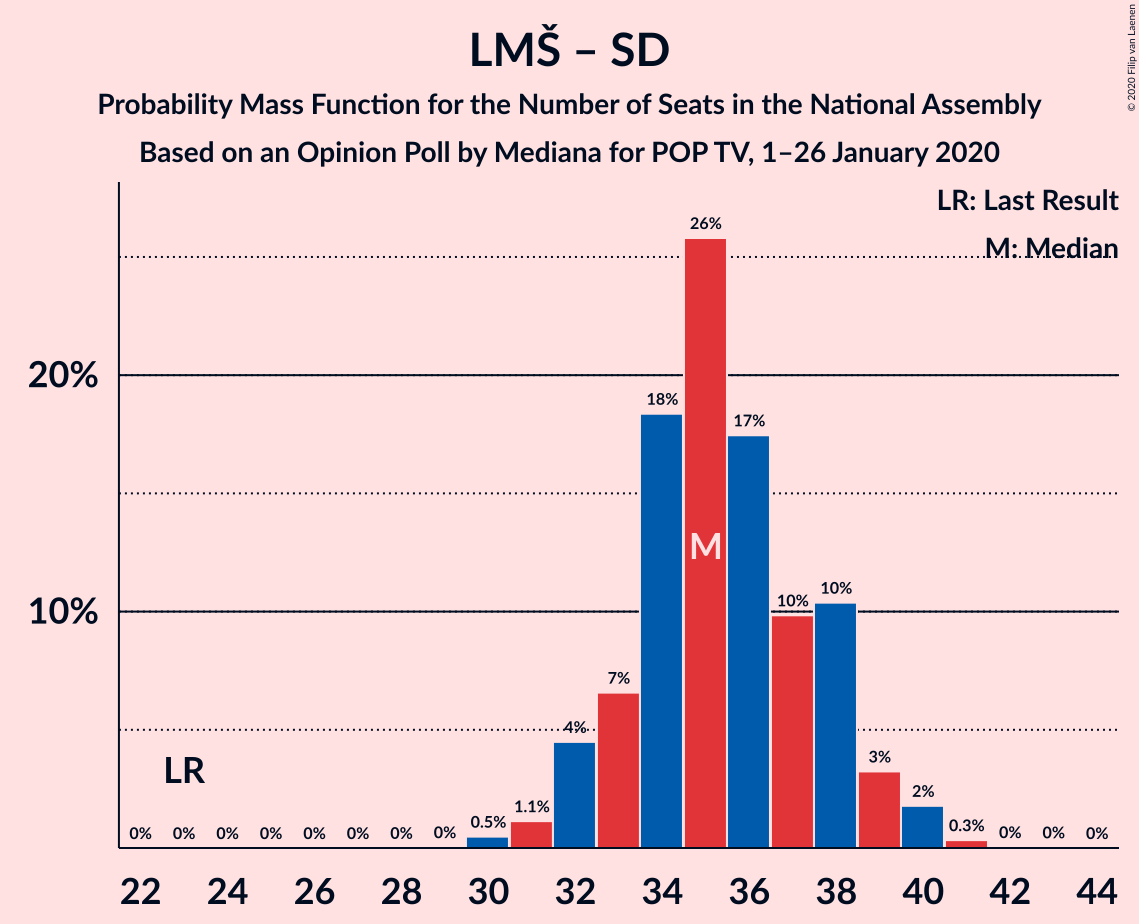 LMŠ – SD
Probability Mass Function for the Number of Seats in the National Assembly
Based on an Opinion Poll by Mediana for POP TV, 1–26 January 2020
© 2020 Filip van Laenen
LR: Last Result
M: Median
26%
20%
18%
17%
M
10%
10%
10%
7%
4%
LR
3%
2%
1.1%
0.5%
0.3%
0% 0% 0% 0% 0% 0% 0% 0% 0% 0% 0%
22 24 26 28 30 32 34 36 38 40 42 44